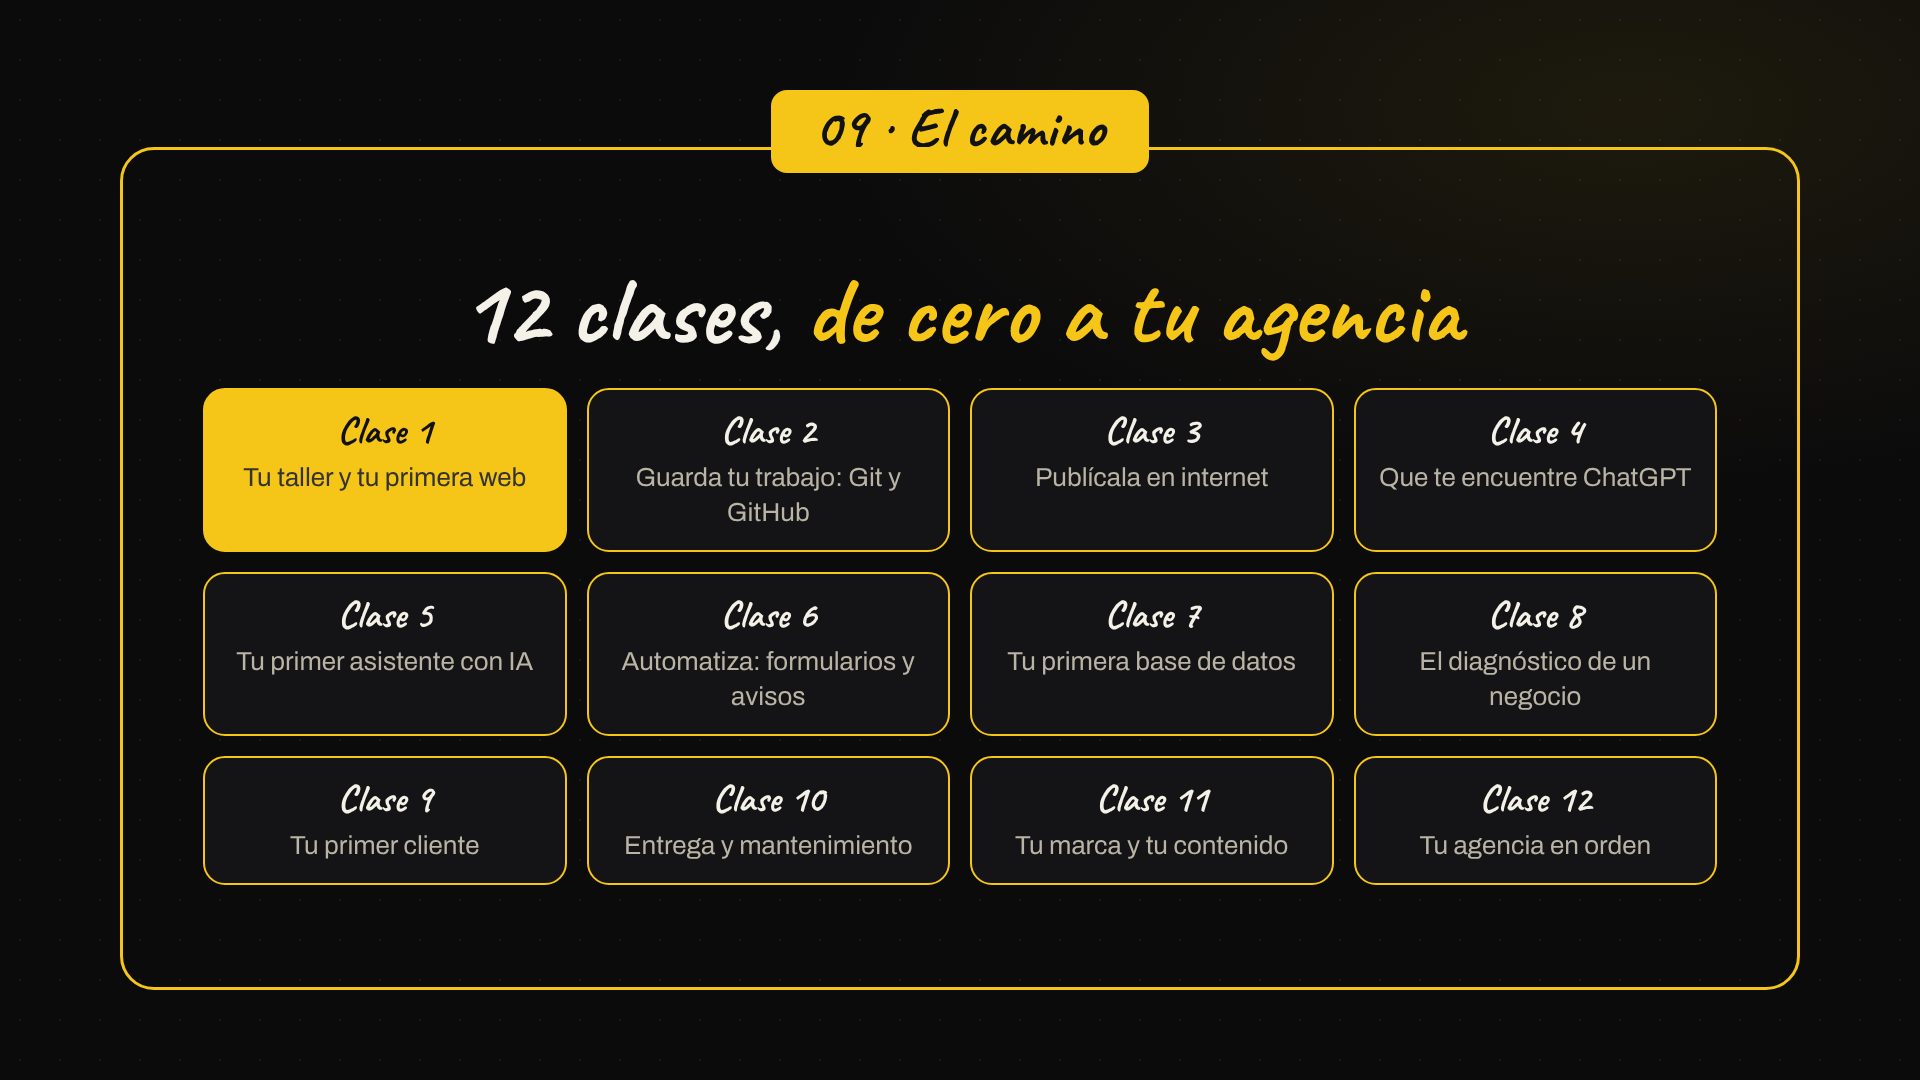 09 · El camino
12 clases, de cero a tu agencia
Clase 1
Tu taller y tu primera web
Clase 2
Guarda tu trabajo: Git y
GitHub
Clase 3
Publícala en internet
Clase 4
Que te encuentre ChatGPT
Clase 5
Tu primer asistente con IA
Clase 6
Automatiza: formularios y
avisos
Clase 7
Tu primera base de datos
Clase 8
El diagnóstico de un
negocio
Clase 9
Tu primer cliente
Clase 10
Entrega y mantenimiento
Clase 11
Tu marca y tu contenido
Clase 12
Tu agencia en orden